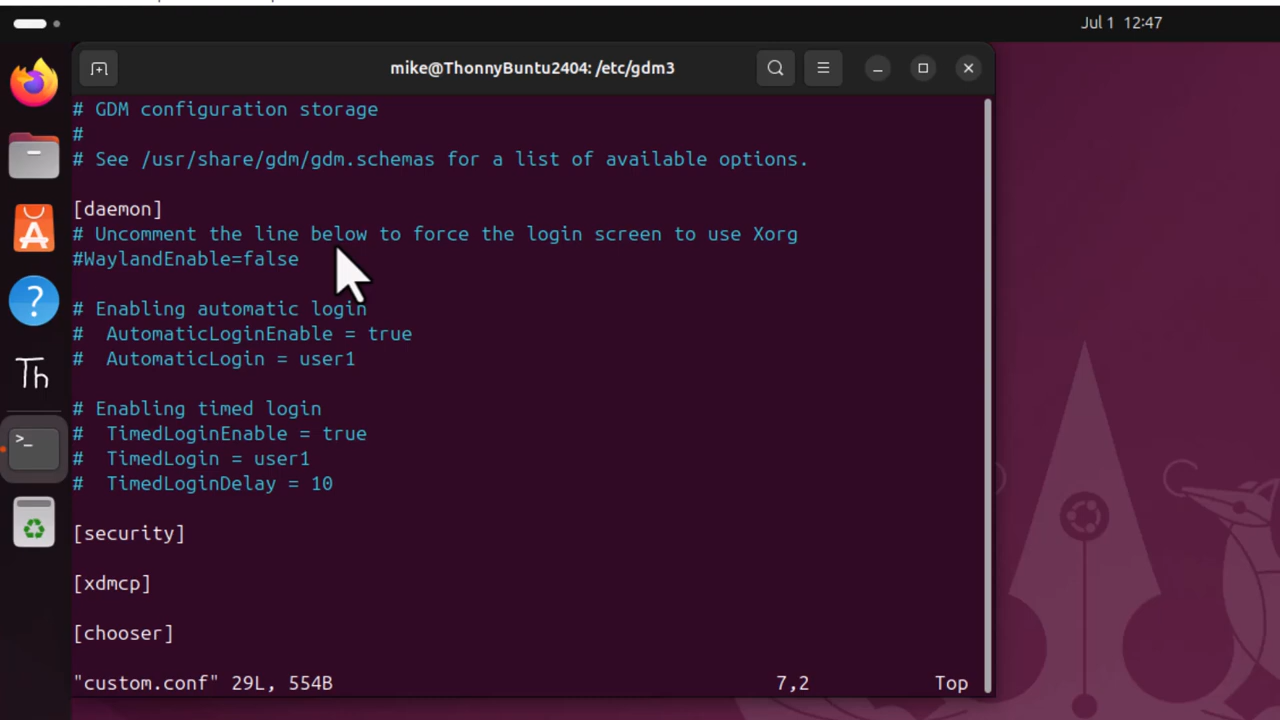 Jul 1 12:47
mike@ThonnyBuntu2404: /etc/gdm3
# GDM configuration storage
#
# See /usr/share/gdm/gdm.schemas for a list of available options.
[daemon]
# Uncomment the line below to force the login screen to use Xorg
#WaylandEnable=false
# Enabling automatic login
#  AutomaticLoginEnable = true
#  AutomaticLogin = user1
# Enabling timed login
#  TimedLoginEnable = true
#  TimedLogin = user1
#  TimedLoginDelay = 10
[security]
[xdmcp]
[chooser]
"custom.conf" 29L, 554B 7,2 Top
A
?
Th
>_